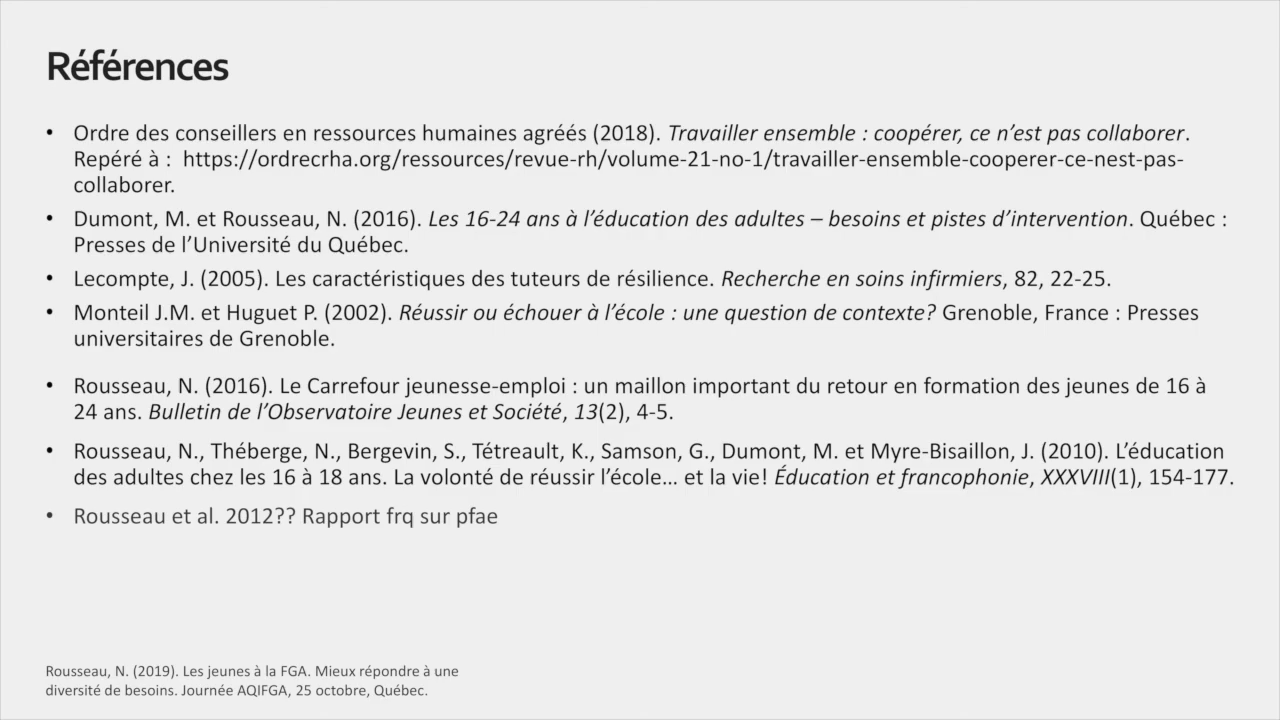 Références
• Ordre des conseillers en ressources humaines agréés (2018). Travailler ensemble : coopérer, ce n’est pas collaborer.
Repéré à :  https://ordrecrha.org/ressources/revue-rh/volume-21-no-1/travailler-ensemble-cooperer-ce-nest-pas-
collaborer.
• Dumont, M. et Rousseau, N. (2016). Les 16-24 ans à l’éducation des adultes – besoins et pistes d’intervention. Québec :
Presses de l’Université du Québec.
• Lecompte, J. (2005). Les caractéristiques des tuteurs de résilience. Recherche en soins infirmiers, 82, 22-25.
• Monteil J.M. et Huguet P. (2002). Réussir ou échouer à l’école : une question de contexte? Grenoble, France : Presses
universitaires de Grenoble.
• Rousseau, N. (2016). Le Carrefour jeunesse-emploi : un maillon important du retour en formation des jeunes de 16 à
24 ans. Bulletin de l’Observatoire Jeunes et Société, 13(2), 4-5.
• Rousseau, N., Théberge, N., Bergevin, S., Tétreault, K., Samson, G., Dumont, M. et Myre-Bisaillon, J. (2010). L’éducation
des adultes chez les 16 à 18 ans. La volonté de réussir l’école… et la vie! Éducation et francophonie, XXXVIII(1), 154-177.
• Rousseau et al. 2012?? Rapport frq sur pfae
Rousseau, N. (2019). Les jeunes à la FGA. Mieux répondre à une
diversité de besoins. Journée AQIFGA, 25 octobre, Québec.